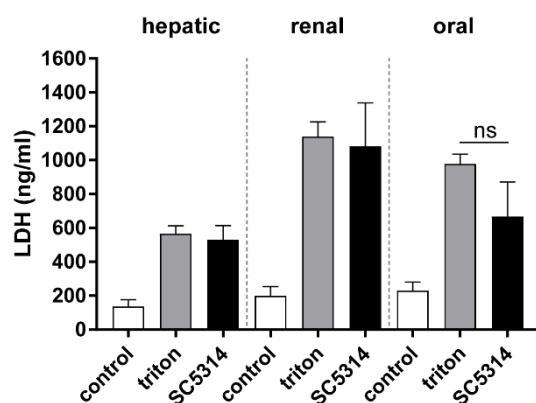 hepatic renal oral
LDH (ng/ml)
1600
1400
1200
1000
800
600
400
200
0
ns
control triton SC5314 control triton SC5314 control triton SC5314